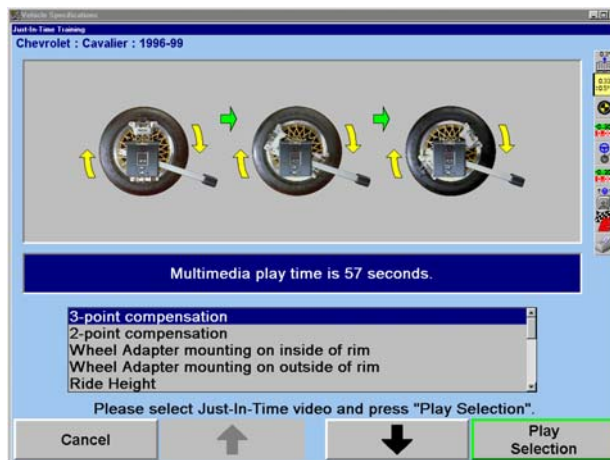 Vehicle Specifications
Just-In-Time Training
Chevrolet : Cavalier : 1996-99
Multimedia play time is 57 seconds.
3-point compensation
2-point compensation
Wheel Adapter mounting on inside of rim
Wheel Adapter mounting on outside of rim
Ride Height
Please select Just-In-Time video and press "Play Selection".
Cancel
Play
Selection